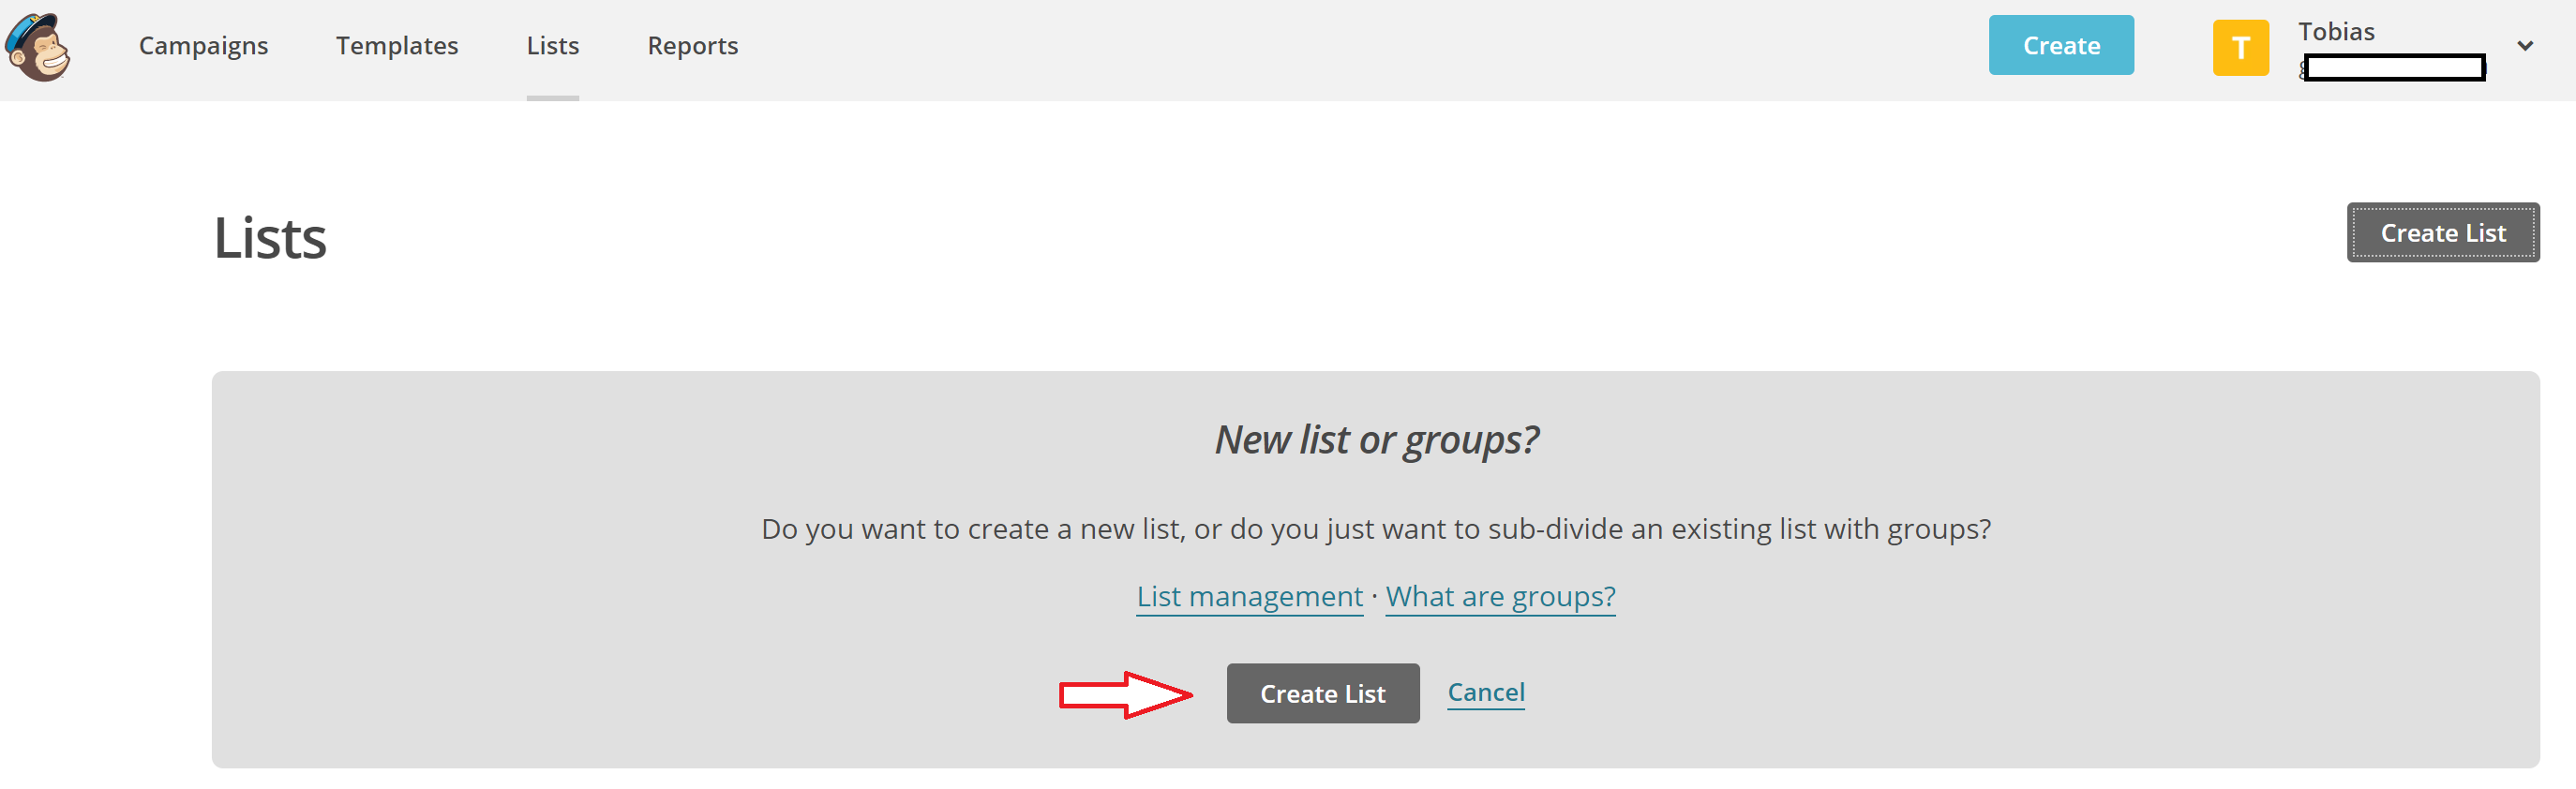 Campaigns Templates Lists Reports Create T Tobias
Lists Create List
New list or groups?
Do you want to create a new list, or do you just want to sub-divide an existing list with groups?
List management · What are groups?
Create List Cancel